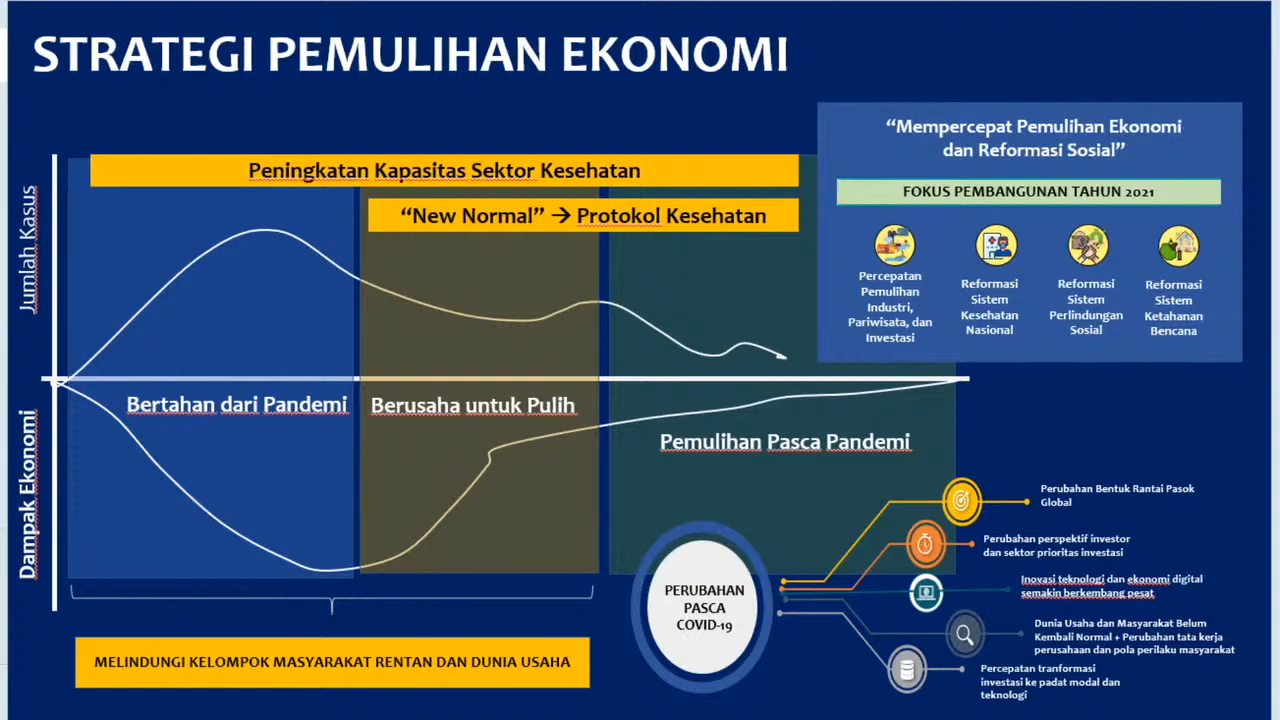 STRATEGI PEMULIHAN EKONOMI
Jumlah Kasus
Dampak Ekonomi
Peningkatan Kapasitas Sektor Kesehatan
“New Normal” → Protokol Kesehatan
Bertahan dari Pandemi
Berusaha untuk Pulih
Pemulihan Pasca Pandemi
MELINDUNGI KELOMPOK MASYARAKAT RENTAN DAN DUNIA USAHA
“Mempercepat Pemulihan Ekonomi
dan Reformasi Sosial”
FOKUS PEMBANGUNAN TAHUN 2021
Percepatan
Pemulihan
Industri,
Pariwisata, dan
Investasi
Reformasi
Sistem
Kesehatan
Nasional
Reformasi
Sistem
Perlindungan
Sosial
Reformasi
Sistem
Ketahanan
Bencana
PERUBAHAN
PASCA
COVID-19
Perubahan Bentuk Rantai Pasok
Global
Perubahan perspektif investor
dan sektor prioritas investasi
Inovasi teknologi dan ekonomi digital
semakin berkembang pesat
Dunia Usaha dan Masyarakat Belum
Kembali Normal + Perubahan tata kerja
perusahaan dan pola perilaku masyarakat
Percepatan tranformasi
investasi ke padat modal dan
teknologi